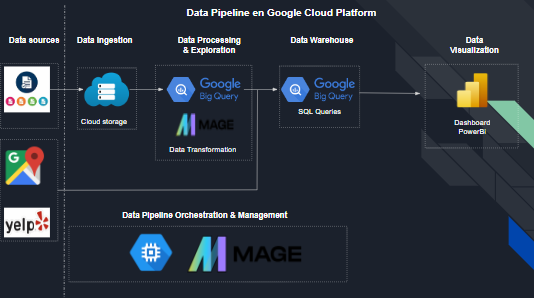 Data Pipeline en Google Cloud Platform
Data sources
Data Ingestion
Data Processing
& Exploration
Data Warehouse
Data
Visualization
Google
Big Query
Google
Big Query
Cloud storage
MAGE
SQL Queries
Dashboard
PowerBi
Data Transformation
G
yelp
Data Pipeline Orchestration & Management
MAGE